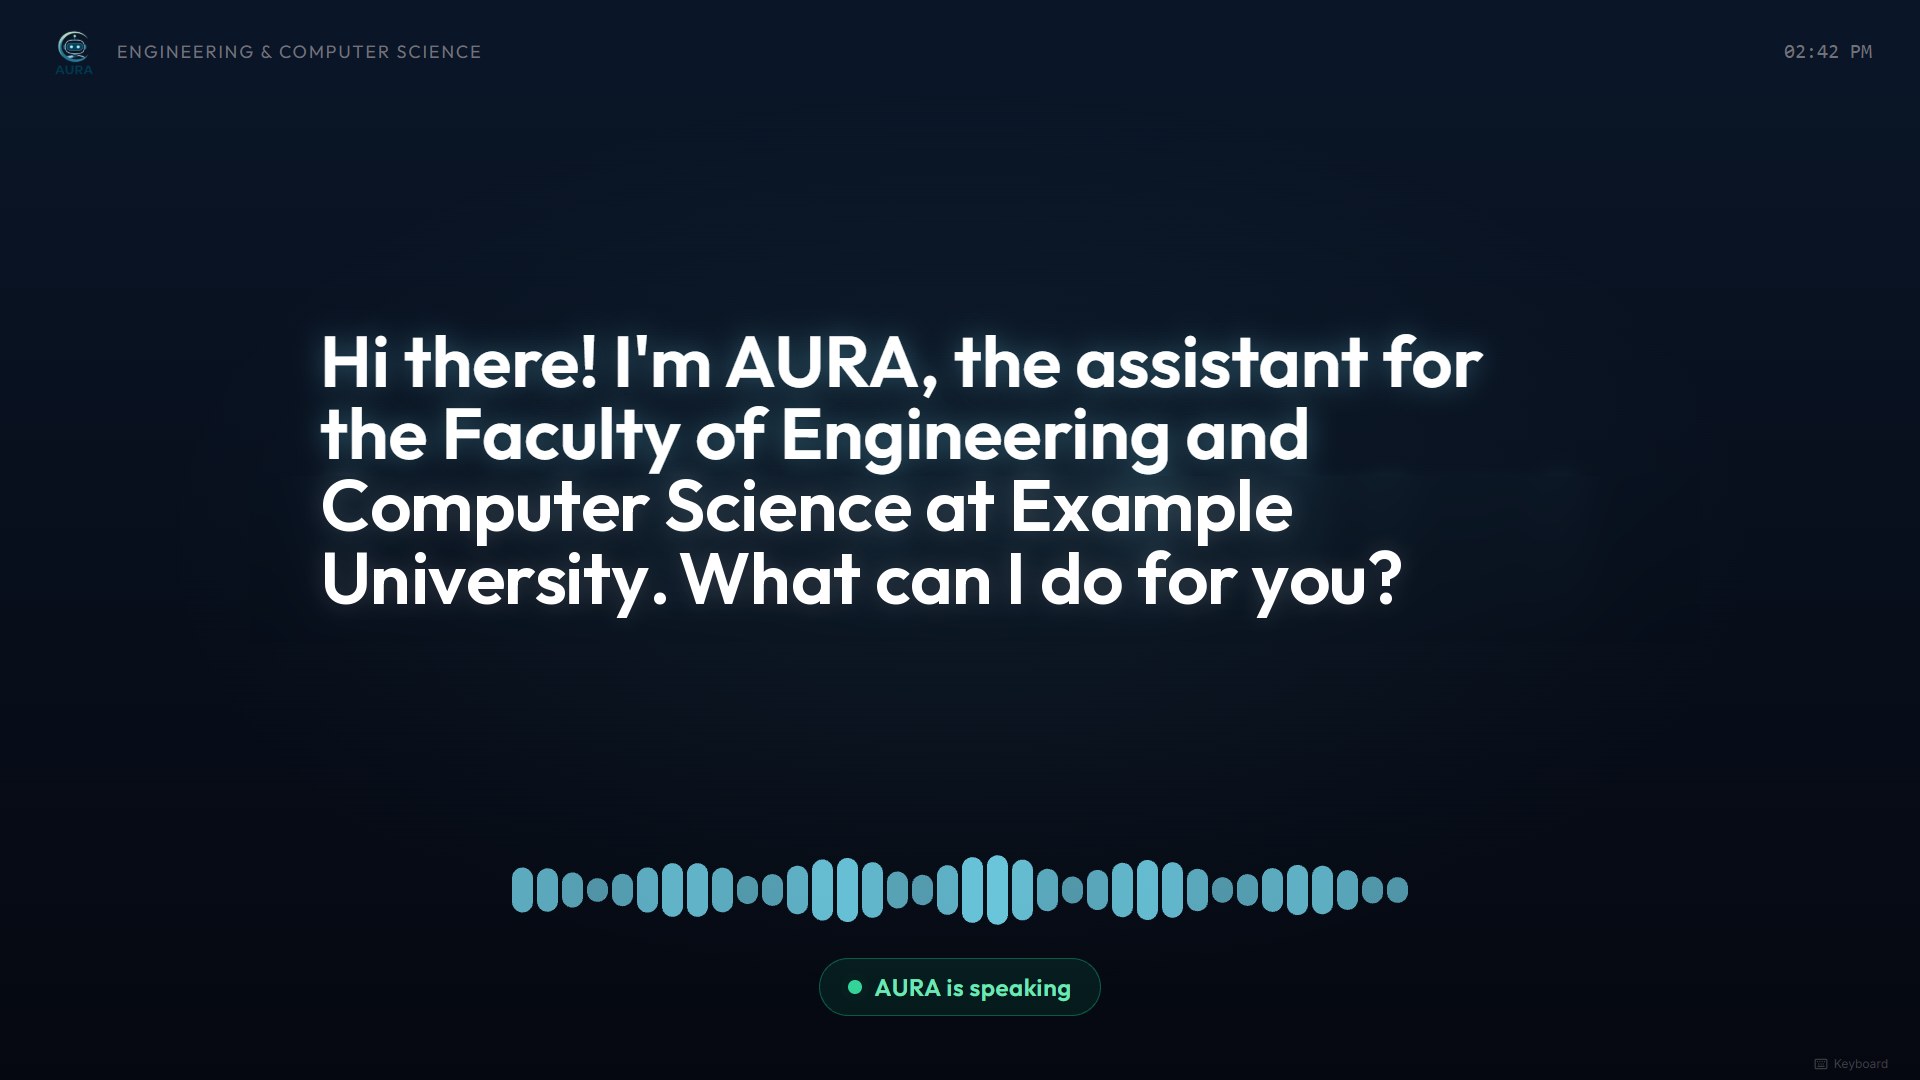 AURA
ENGINEERING & COMPUTER SCIENCE
02:42 PM
Hi there! I'm AURA, the assistant for
the Faculty of Engineering and
Computer Science at Example
University. What can I do for you?
AURA is speaking
Keyboard